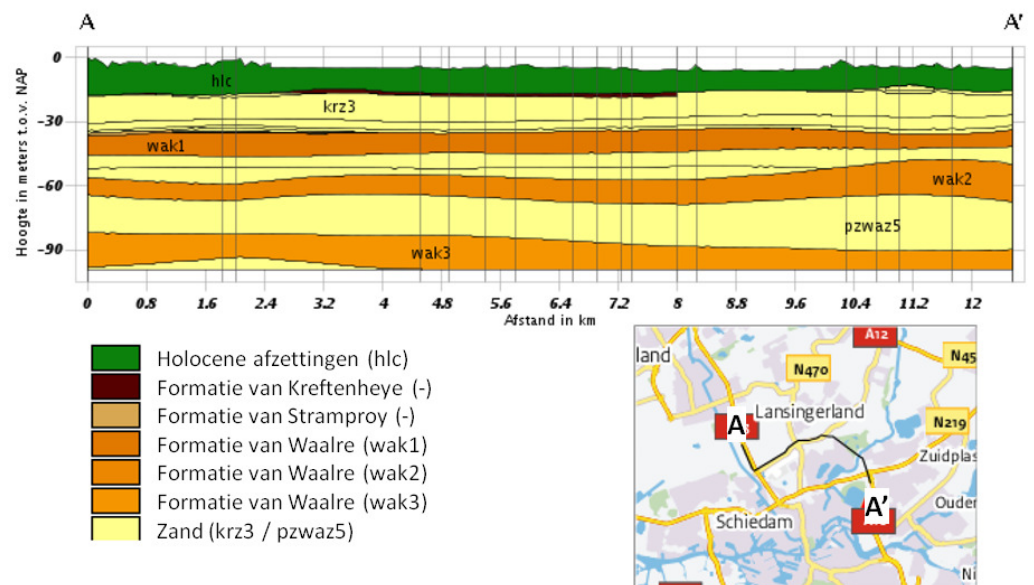 A A'
Hoogte in meters t.o.v. NAP
0
-30
-60
-90
hlc
krz3
wak1
wak2
pzwaz5
wak3
0 0.8 1.6 2.4 3.2 4 4.8 5.6 6.4 7.2 8 8.8 9.6 10.4 11.2 12
Afstand in km
Holocene afzettingen (hlc)
Formatie van Kreftenheye (-)
Formatie van Stramproy (-)
Formatie van Waalre (wak1)
Formatie van Waalre (wak2)
Formatie van Waalre (wak3)
Zand (krz3 / pzwaz5)
A12
land
N45
N470
Lansingerland
A
N219
Zuidplas
A'
Ouder
Schiedam
Ni